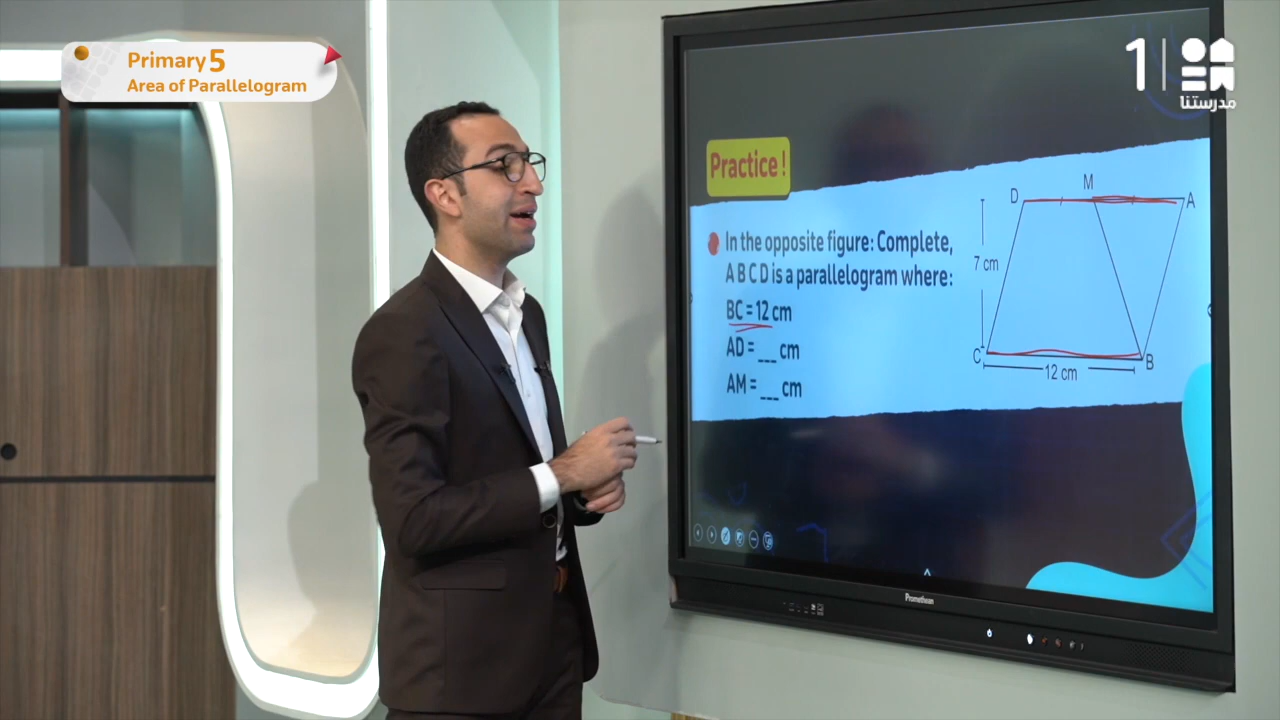 Primary 5
Area of Parallelogram
1
مدرستنا
Practice !
In the opposite figure: Complete,
A B C D is a parallelogram where:
BC = 12 cm
AD = ___ cm
AM = ___ cm
D
M
A
7 cm
C
B
12 cm
Promethean